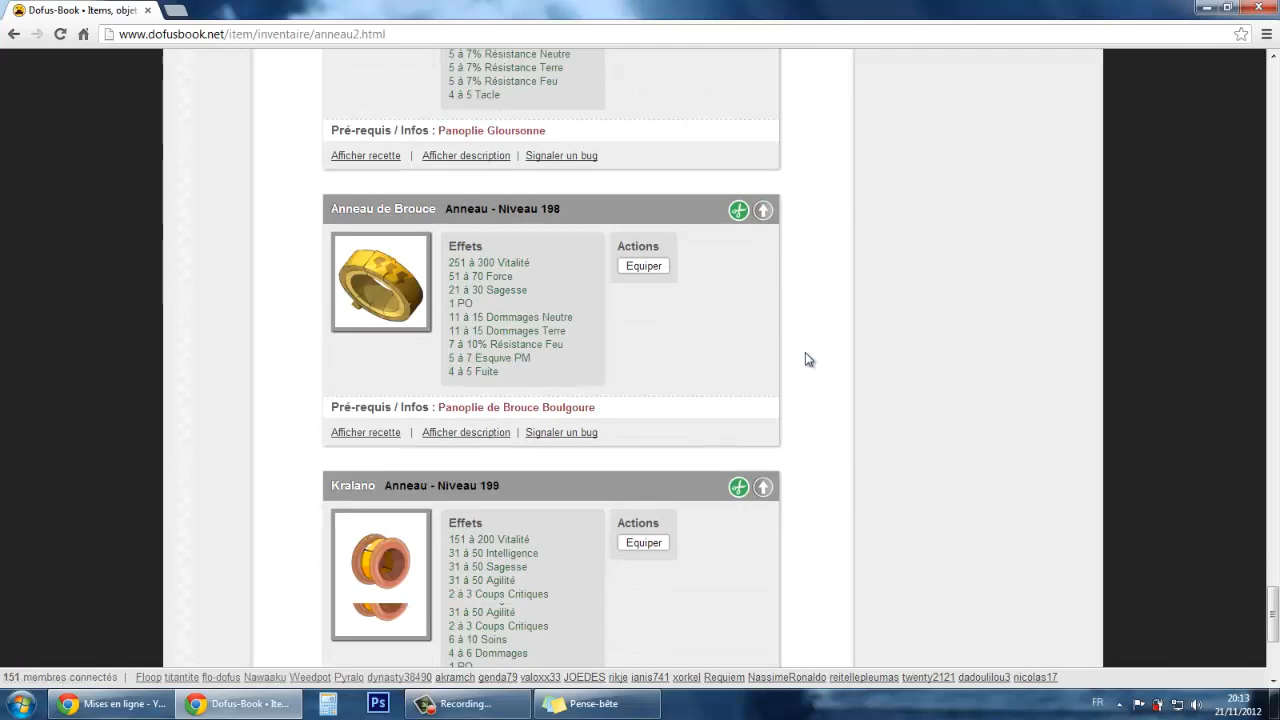 Dofus-Book • Items, objet
www.dofusbook.net/item/inventaire/anneau2.html
5 à 7% Résistance Neutre
5 à 7% Résistance Terre
5 à 7% Résistance Feu
4 à 5 Tacle
Pré-requis / Infos : Panoplie Gloursonne
Afficher recette | Afficher description | Signaler un bug
Anneau de Brouce Anneau - Niveau 198
Effets
251 à 300 Vitalité
51 à 70 Force
21 à 30 Sagesse
1 PO
11 à 15 Dommages Neutre
11 à 15 Dommages Terre
7 à 10% Résistance Feu
5 à 7 Esquive PM
4 à 5 Fuite
Actions
Equiper
Pré-requis / Infos : Panoplie de Brouce Boulgoure
Afficher recette | Afficher description | Signaler un bug
Kralano Anneau - Niveau 199
Effets
151 à 200 Vitalité
31 à 50 Intelligence
31 à 50 Sagesse
31 à 50 Agilité
2 à 3 Coups Critiques
31 à 50 Agilité
2 à 3 Coups Critiques
6 à 10 Soins
4 à 6 Dommages
1 PO
Actions
Equiper
151 membres connectés | Floop titantite flo-dofus Nawaaku Weedpot Pyralo dynasty38490 akramch genda79 valoxx33 JOEDES rikje janis741 xorkel Requiem NassimeRonaldo reitellepleumas twenty2121 dadoulilou3 nicolas17
Mises en ligne - Y...
Dofus-Book • Ite...
Ps
Recording...
Pense-bête
FR
20:13
21/11/2012